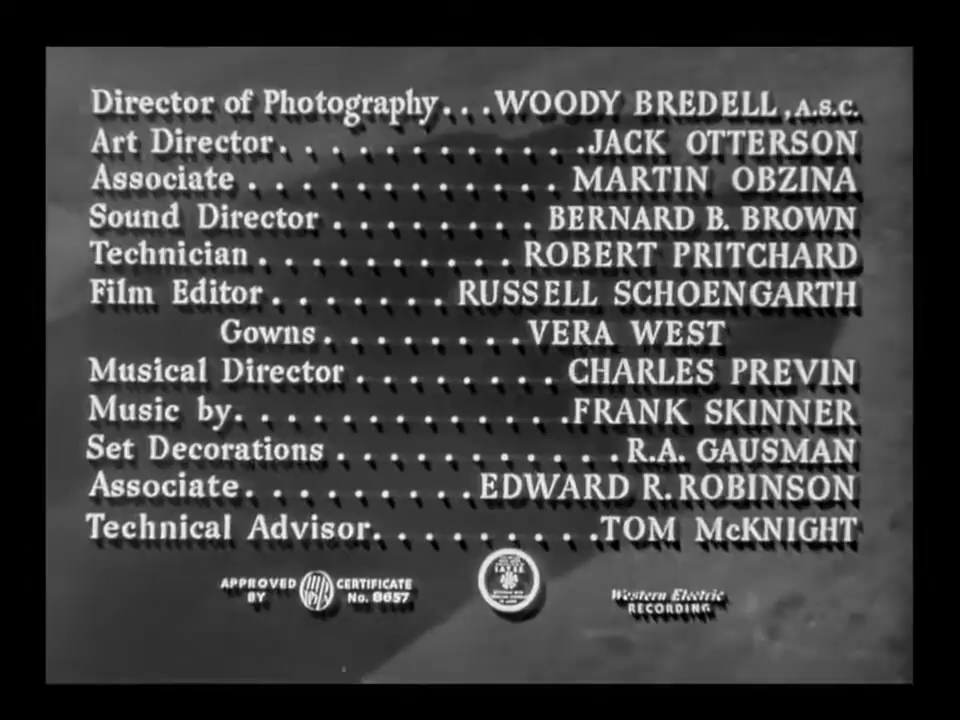 Director of Photography...WOODY BREDELL, A.S.C.
Art Director. . . . . . . . . . . .JACK OTTERSON
Associate . . . . . . . . . . . . MARTIN OBZINA
Sound Director . . . . . . . . BERNARD B. BROWN
Technician . . . . . . . . . . ROBERT PRITCHARD
Film Editor. . . . . . . RUSSELL SCHOENGARTH
Gowns. . . . . . . .VERA WEST
Musical Director . . . . . . . . CHARLES PREVIN
Music by. . . . . . . . . . . . .FRANK SKINNER
Set Decorations . . . . . . . . . . . R.A. GAUSMAN
Associate. . . . . . . . . EDWARD R. ROBINSON
Technical Advisor. . . . . . . . .TOM McKNIGHT
APPROVED BY CERTIFICATE No. 8657
I.A.T.S.E.
Western Electric
RECORDING